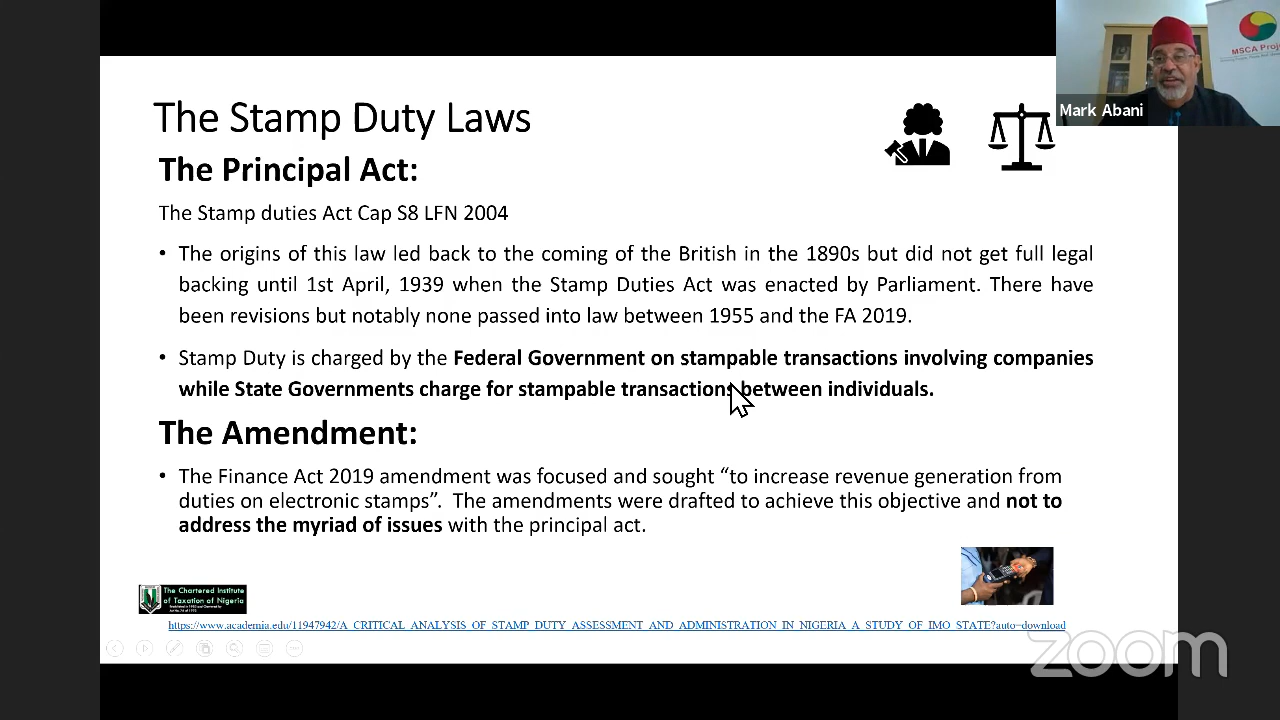 The Stamp Duty Laws
The Principal Act:
The Stamp duties Act Cap S8 LFN 2004
• The origins of this law led back to the coming of the British in the 1890s but did not get full legal
backing until 1st April, 1939 when the Stamp Duties Act was enacted by Parliament. There have
been revisions but notably none passed into law between 1955 and the FA 2019.
• Stamp Duty is charged by the Federal Government on stampable transactions involving companies
while State Governments charge for stampable transactions between individuals.
The Amendment:
• The Finance Act 2019 amendment was focused and sought “to increase revenue generation from
duties on electronic stamps”. The amendments were drafted to achieve this objective and not to
address the myriad of issues with the principal act.
The Chartered Institute
of Taxation of Nigeria
https://www.academia.edu/11947942/A_CRITICAL_ANALYSIS_OF_STAMP_DUTY_ASSESSMENT_AND_ADMINISTRATION_IN_NIGERIA_A_STUDY_OF_IMO_STATE?auto=download
MSCA Proj
Mark Abani
zoom